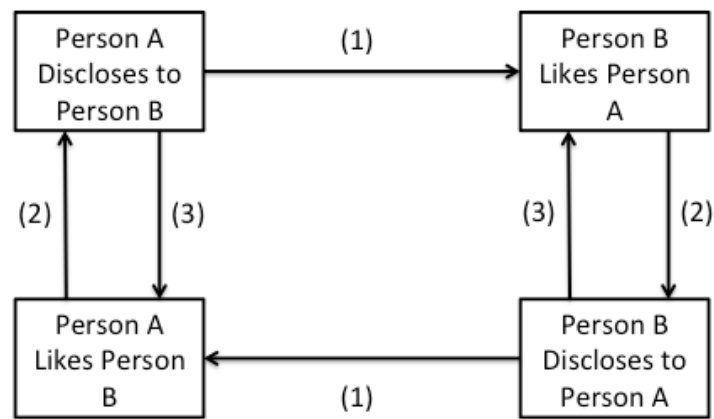 Person A
Discloses to
Person B
(1)
Person B
Likes Person
A
(2)
(3)
(3)
(2)
Person A
Likes Person
B
(1)
Person B
Discloses to
Person A